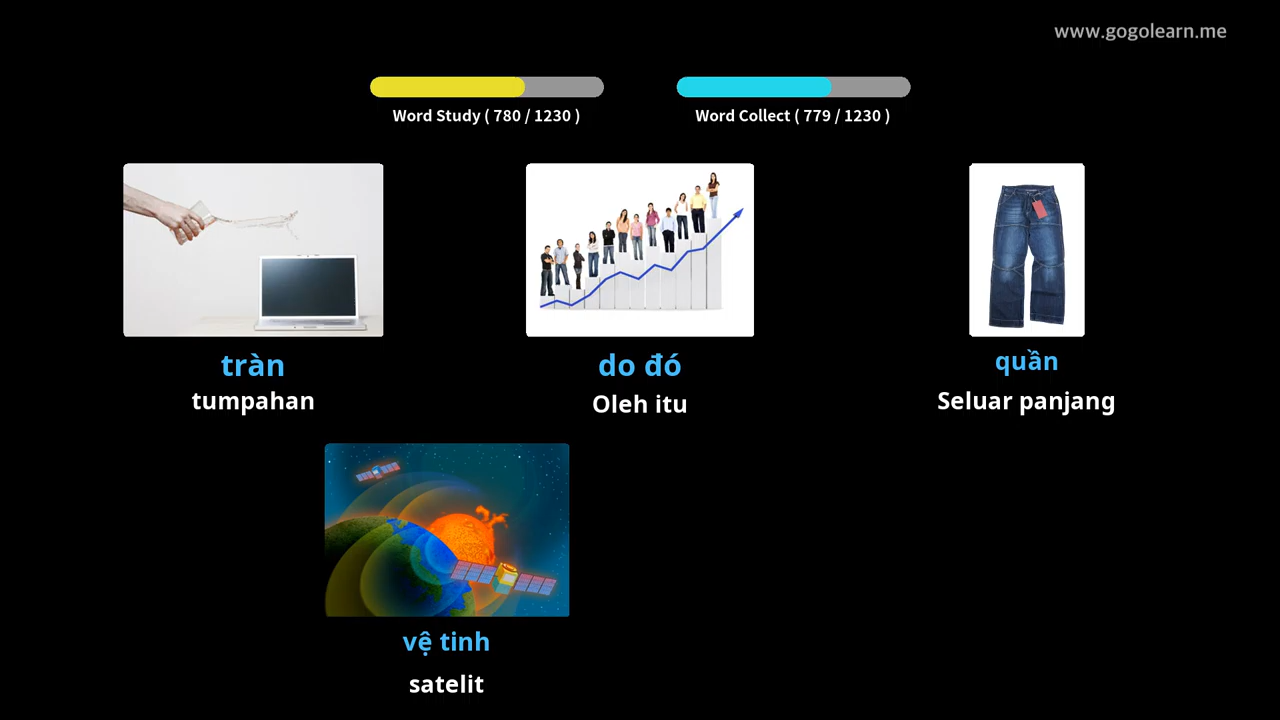 www.gogolearn.me
Word Study ( 780 / 1230 )
Word Collect ( 779 / 1230 )
tràn
tumpahan
do đó
Oleh itu
quần
Seluar panjang
vệ tinh
satelit